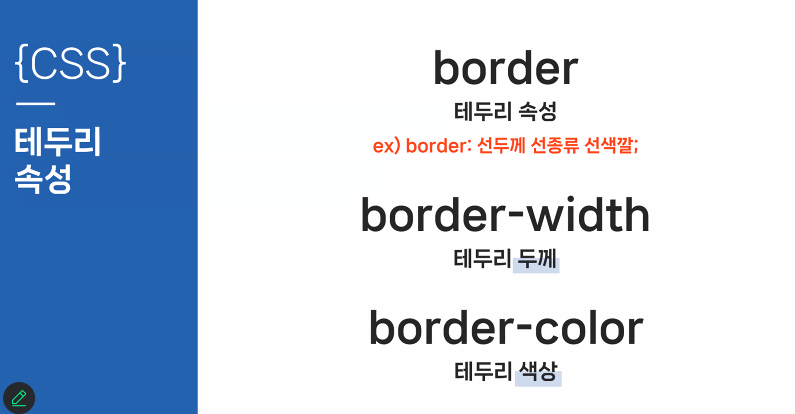 {CSS}
테두리
속성
border
테두리 속성
ex) border: 선두께 선종류 선색깔;
border-width
테두리 두께
border-color
테두리 색상